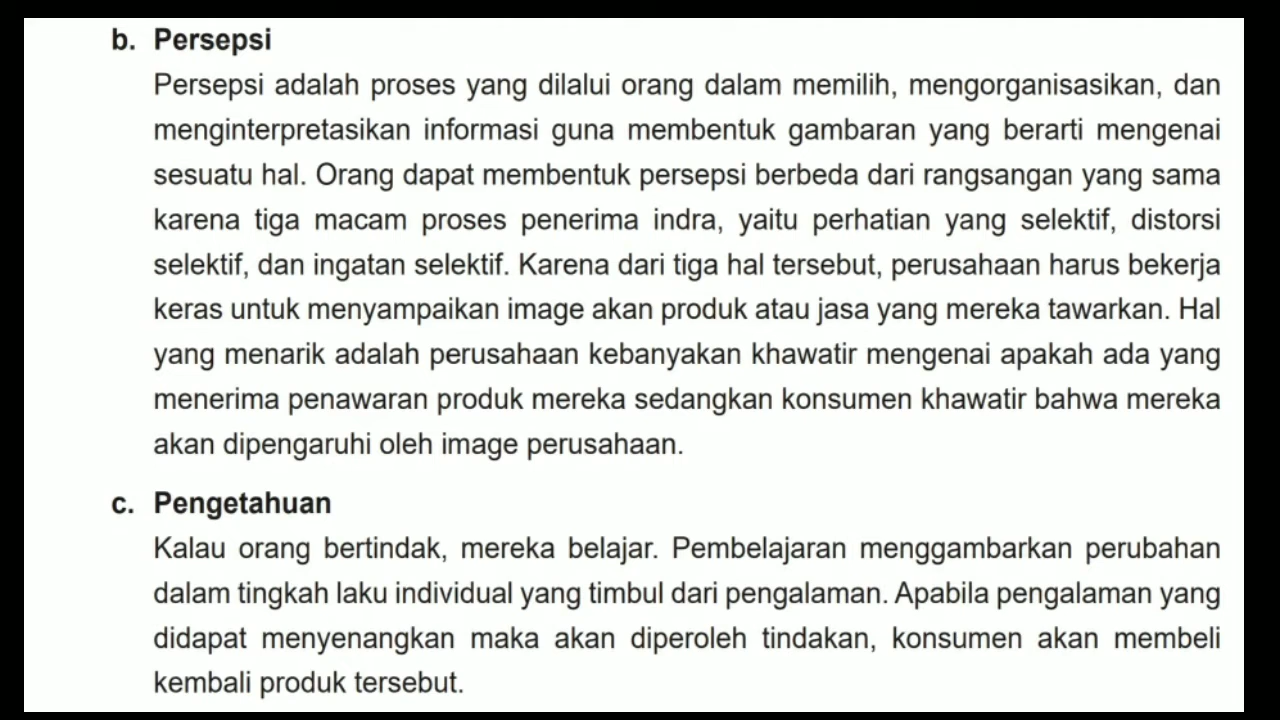 b. Persepsi
Persepsi adalah proses yang dilalui orang dalam memilih, mengorganisasikan, dan
menginterpretasikan informasi guna membentuk gambaran yang berarti mengenai
sesuatu hal. Orang dapat membentuk persepsi berbeda dari rangsangan yang sama
karena tiga macam proses penerima indra, yaitu perhatian yang selektif, distorsi
selektif, dan ingatan selektif. Karena dari tiga hal tersebut, perusahaan harus bekerja
keras untuk menyampaikan image akan produk atau jasa yang mereka tawarkan. Hal
yang menarik adalah perusahaan kebanyakan khawatir mengenai apakah ada yang
menerima penawaran produk mereka sedangkan konsumen khawatir bahwa mereka
akan dipengaruhi oleh image perusahaan.
c. Pengetahuan
Kalau orang bertindak, mereka belajar. Pembelajaran menggambarkan perubahan
dalam tingkah laku individual yang timbul dari pengalaman. Apabila pengalaman yang
didapat menyenangkan maka akan diperoleh tindakan, konsumen akan membeli
kembali produk tersebut.